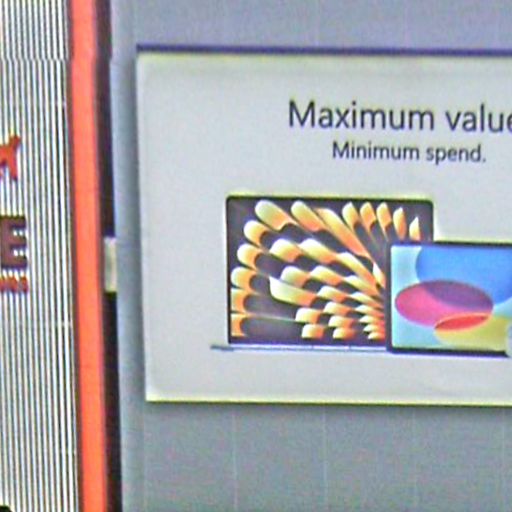 Maximum value
Minimum spend.
E